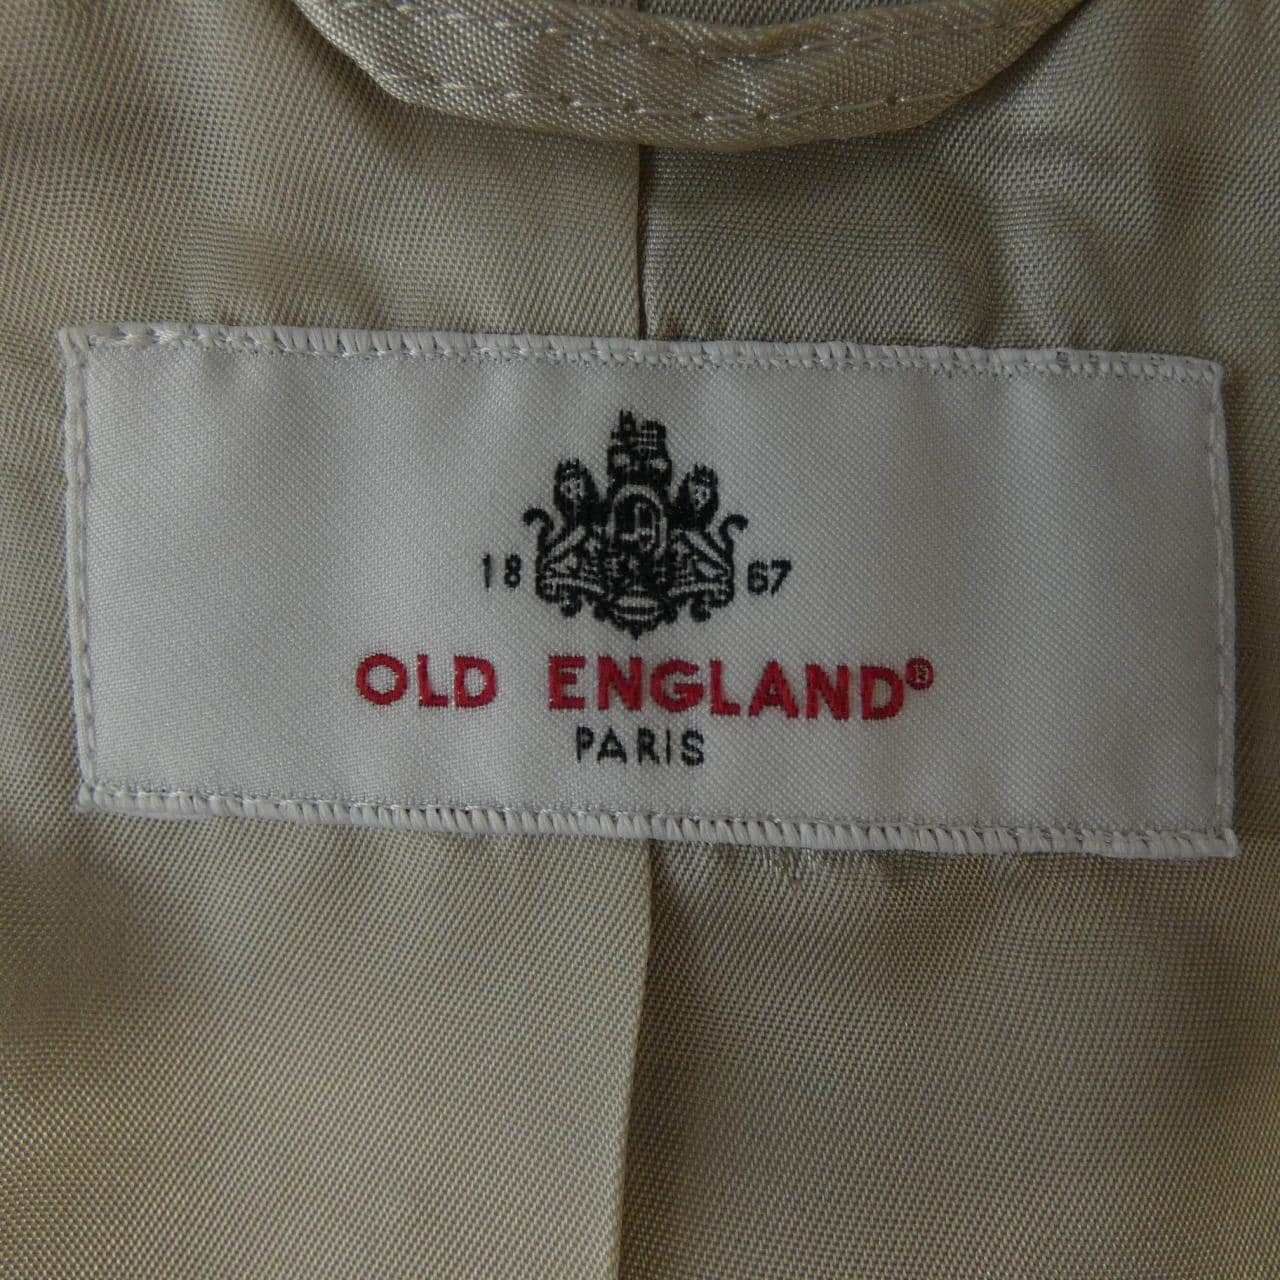 18 67
OLD ENGLAND®
PARIS